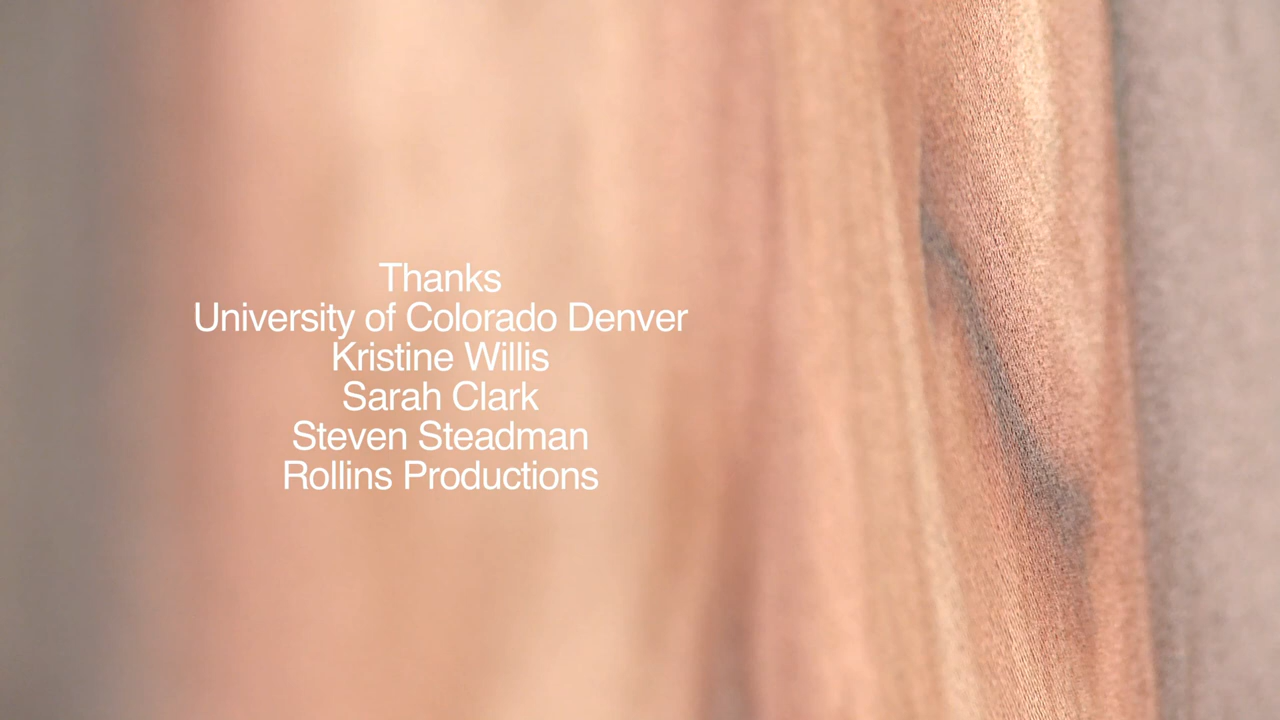 Thanks
University of Colorado Denver
Kristine Willis
Sarah Clark
Steven Steadman
Rollins Productions